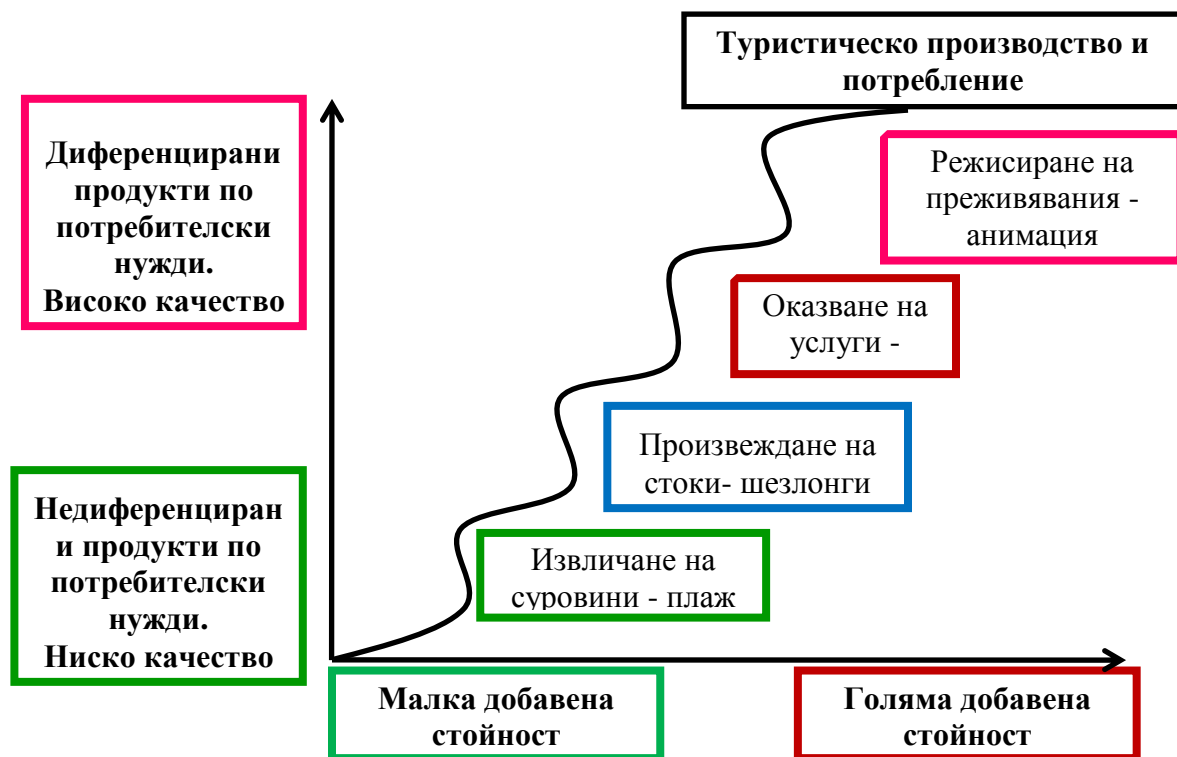 Туристическо производство и
потребление
Диференцирани
продукти по
потребителски
нужди.
Високо качество
Режисиране на
преживявания -
анимация
Оказване на
услуги -
Произвеждане на
стоки- шезлонги
Недиференциран
и продукти по
потребителски
нужди.
Ниско качество
Извличане на
суровини - плаж
Малка добавена
стойност
Голяма добавена
стойност